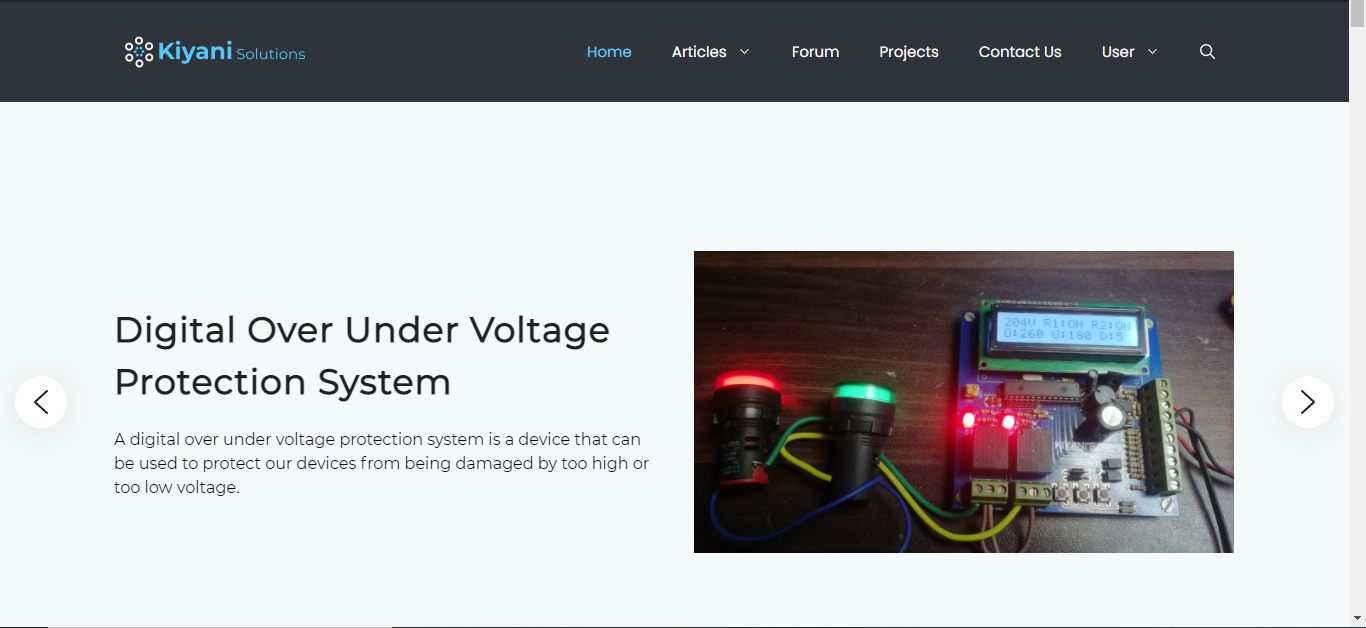 Kiyani Solutions
Home Articles Forum Projects Contact Us User
Digital Over Under Voltage
Protection System
A digital over under voltage protection system is a device that can
be used to protect our devices from being damaged by too high or
too low voltage.
204V R1:ON R2:ON
O:260 U:180 D:5